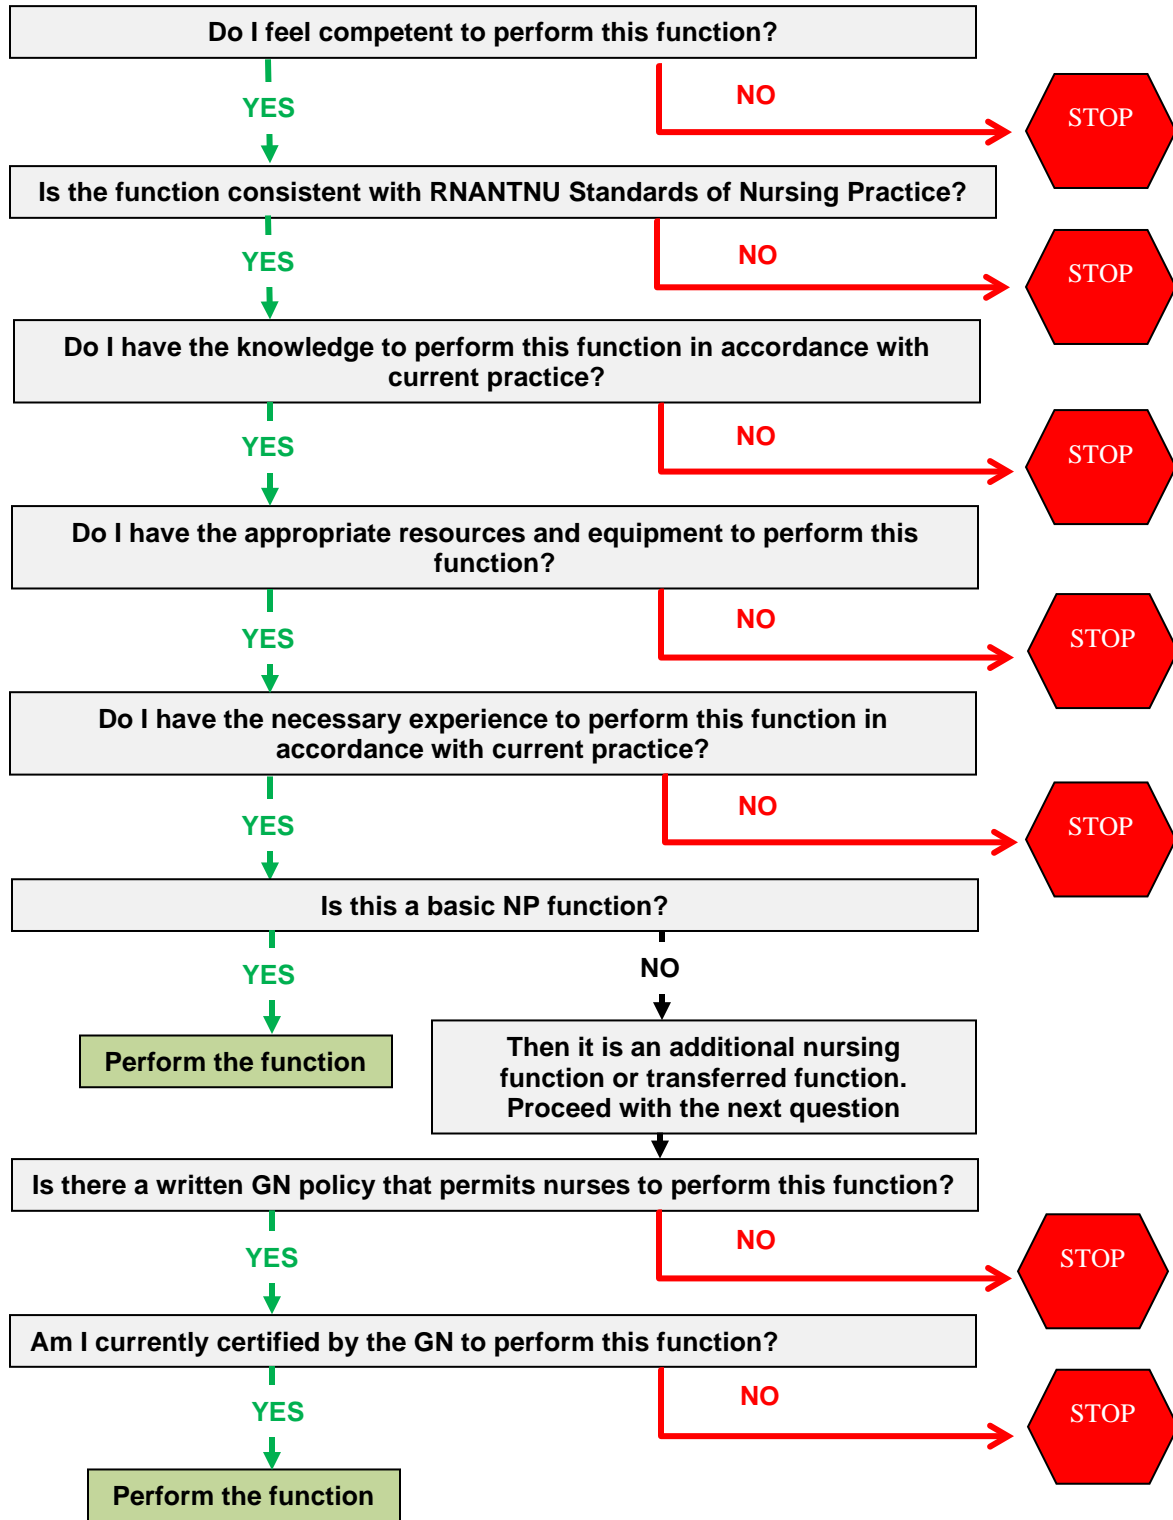 Do I feel competent to perform this function?
YES
NO
STOP
Is the function consistent with RNANTNU Standards of Nursing Practice?
YES
NO
STOP
Do I have the knowledge to perform this function in accordance with
current practice?
YES
NO
STOP
Do I have the appropriate resources and equipment to perform this
function?
YES
NO
STOP
Do I have the necessary experience to perform this function in
accordance with current practice?
YES
NO
STOP
Is this a basic NP function?
YES
NO
Perform the function
Then it is an additional nursing
function or transferred function.
Proceed with the next question
Is there a written GN policy that permits nurses to perform this function?
YES
NO
STOP
Am I currently certified by the GN to perform this function?
YES
NO
STOP
Perform the function